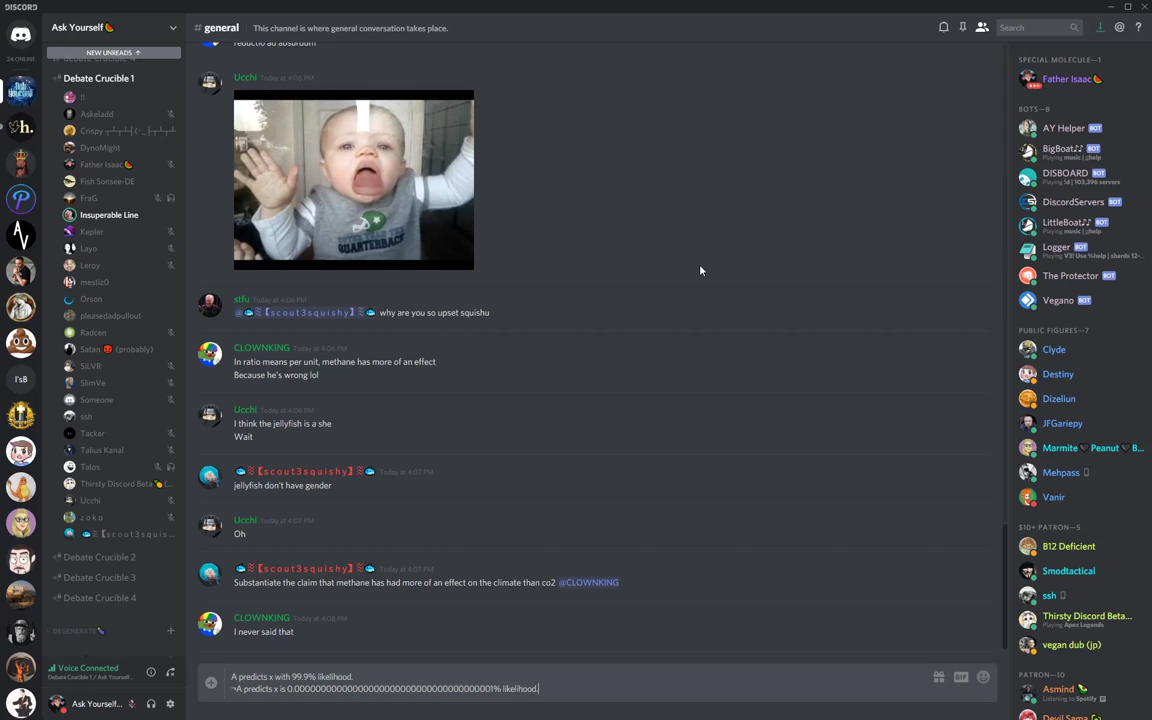 DISCORD
24 ONLINE
h.
I'sB
Ask Yourself🍉
NEW UNREADS ↑
Debate Crucible 1
!!
Askeladd
Crispy
DynoMight
Father Isaac🍉
Fish Sonsee-DE
FraG
Insuperable Line
Kepler
Layo
Leroy
mestiz0
Orson
pleasedadpullout
Radcen
Satan 👹 (probably)
SiLVR
SlimVe
Someone
ssh
Tacker
Talius Kanal
Talos
Thirsty Discord Beta🍋(...
Ucchi
z o k o
🐟≋【s c o u t 3 s q u i s...
Debate Crucible 2
Debate Crucible 3
Debate Crucible 4
DEGENERATE🍆
Voice Connected
Debate Crucible 1 / Ask Yourself...
Ask Yourself...
# general
This channel is where general conversation takes place.
Search
reductio ad absurdum
Ucchi Today at 4:06 PM
QUARTERBACK
stfu Today at 4:06 PM
@🐟≋【s c o u t 3 s q u i s h y】≋🐟 why are you so upset squishu
CLOWNKING Today at 4:06 PM
In ratio means per unit, methane has more of an effect
Because he's wrong lol
Ucchi Today at 4:06 PM
I think the jellyfish is a she
Wait
🐟≋【s c o u t 3 s q u i s h y】≋🐟 Today at 4:07 PM
jellyfish don't have gender
Ucchi Today at 4:07 PM
Oh
🐟≋【s c o u t 3 s q u i s h y】≋🐟 Today at 4:07 PM
Substantiate the claim that methane has had more of an effect on the climate than co2 @CLOWNKING
CLOWNKING Today at 4:08 PM
I never said that
A predicts x with 99.9% likelihood.
¬A predicts x is 0.0000000000000000000000000000000000000001% likelihood.
GIF
SPECIAL MOLECULE—1
Father Isaac🍉
BOTS—8
AY Helper BOT
BigBoat♪♪ BOT
Playing music | ;;help
DISBOARD BOT
Playing !d | 103,396 servers
DiscordServers BOT
LittleBoat♪♪ BOT
Playing music | ;;help
Logger BOT
Playing V3! Use %help | shards 12-...
The Protector BOT
Vegano BOT
PUBLIC FIGURES—7
Clyde
Destiny
Dizeliun
JFGariepy
Marmite🖤Peanut🖤B...
Mehpass
Vanir
$10+ PATRON—5
B12 Deficient
Smodtactical
ssh
Thirsty Discord Beta...
Playing Apex Legends
vegan dub (jp)
PATRON—10
Asmind
Listening to Spotify
Devil Sama